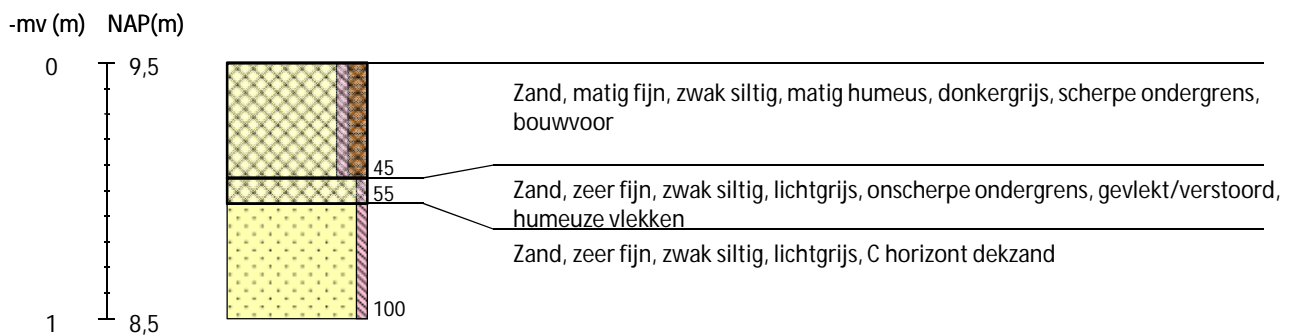 -mv (m) NAP(m)
0 9,5
Zand, matig fijn, zwak siltig, matig humeus, donkergrijs, scherpe ondergrens,
bouwvoor
45
55
Zand, zeer fijn, zwak siltig, lichtgrijs, onscherpe ondergrens, gevlekt/verstoord,
humeuze vlekken
Zand, zeer fijn, zwak siltig, lichtgrijs, C horizont dekzand
100
1 8,5